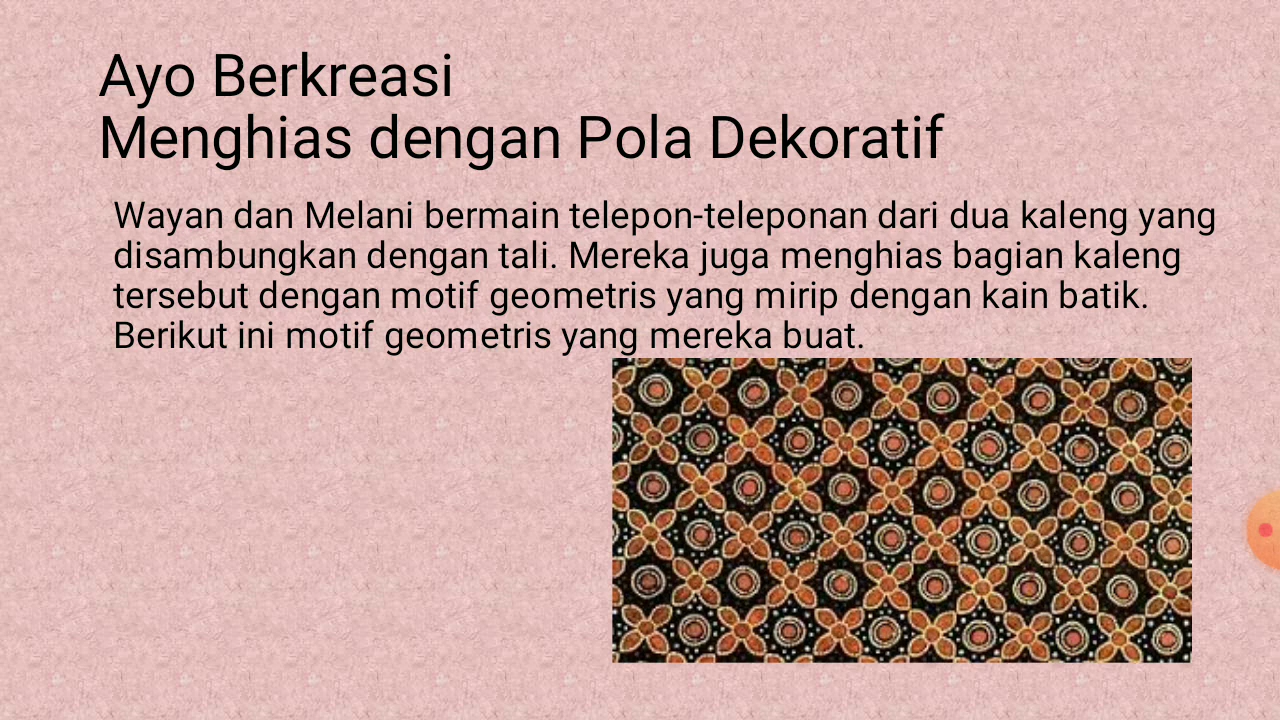 Ayo Berkreasi
Menghias dengan Pola Dekoratif
Wayan dan Melani bermain telepon-teleponan dari dua kaleng yang
disambungkan dengan tali. Mereka juga menghias bagian kaleng
tersebut dengan motif geometris yang mirip dengan kain batik.
Berikut ini motif geometris yang mereka buat.